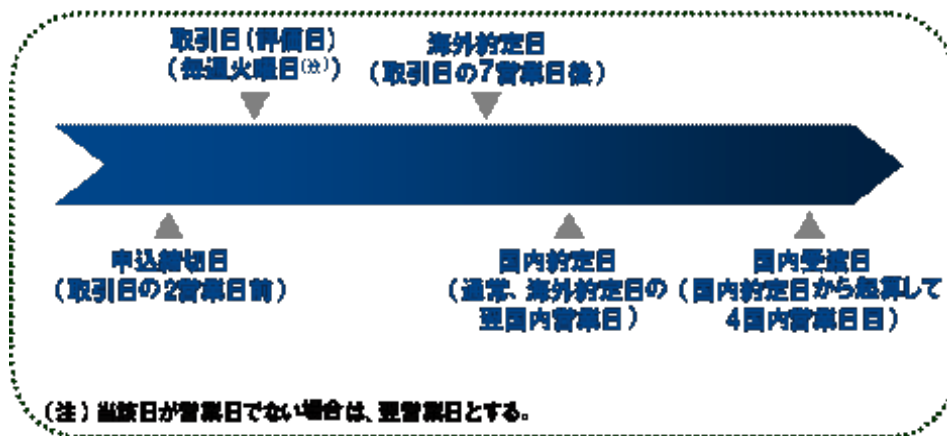 取引日(評価日)
(毎週火曜日(注))
海外約定日
(取引日の7営業日後)
申込締切日
(取引日の2営業日前)
国内約定日
(通常、海外約定日の
翌国内営業日)
国内受渡日
(国内約定日から起算して
4国内営業日目)
(注)当該日が営業日でない場合は、翌営業日とする。